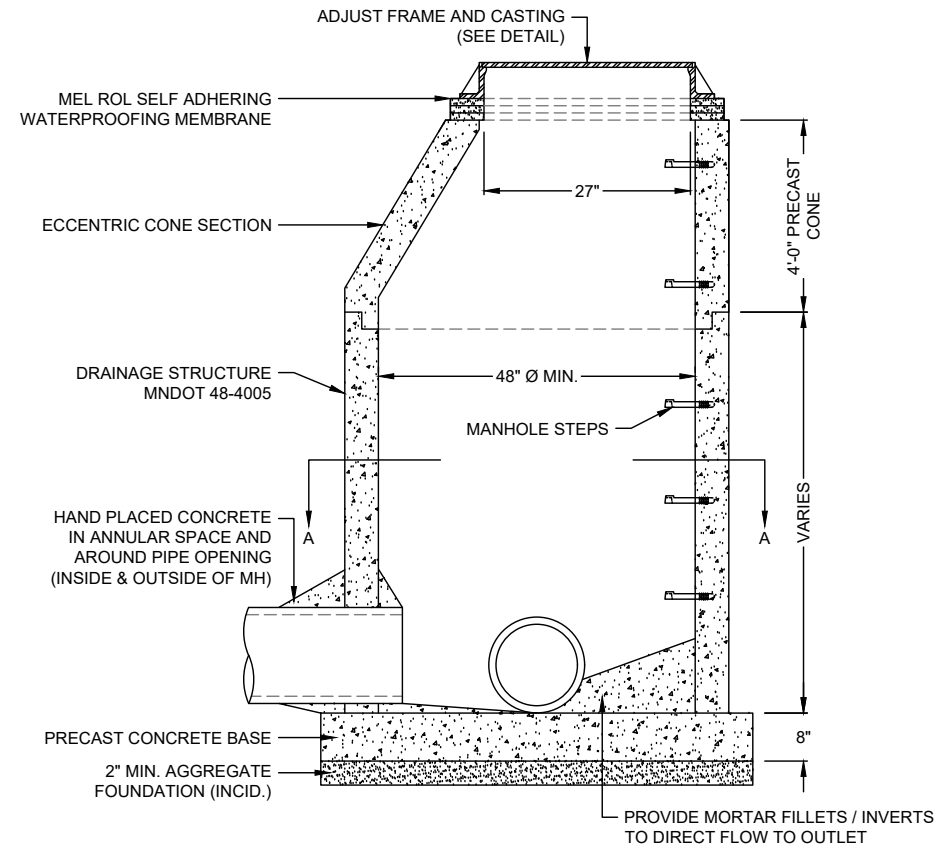 ADJUST FRAME AND CASTING
(SEE DETAIL)
MEL ROL SELF ADHERING
WATERPROOFING MEMBRANE
27"
4'-0" PRECAST
CONE
ECCENTRIC CONE SECTION
DRAINAGE STRUCTURE
MNDOT 48-4005
48" Ø MIN.
MANHOLE STEPS
VARIES
HAND PLACED CONCRETE
IN ANNULAR SPACE AND
AROUND PIPE OPENING
(INSIDE & OUTSIDE OF MH)
A
A
PRECAST CONCRETE BASE
8"
2" MIN. AGGREGATE
FOUNDATION (INCID.)
PROVIDE MORTAR FILLETS / INVERTS
TO DIRECT FLOW TO OUTLET